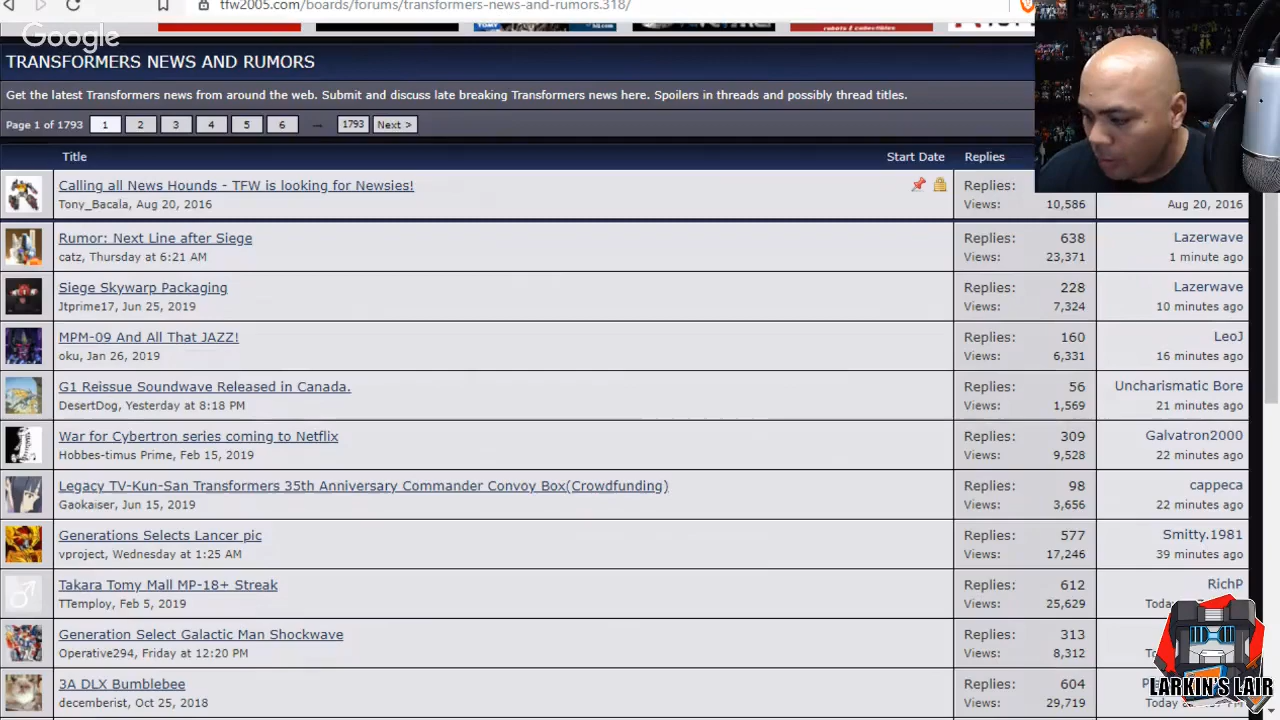 tfw2005.com/boards/forums/transformers-news-and-rumors.318/
Google
robots & collectibles
TRANSFORMERS NEWS AND RUMORS
Get the latest Transformers news from around the web. Submit and discuss late breaking Transformers news here. Spoilers in threads and possibly thread titles.
Page 1 of 1793 1 2 3 4 5 6 → 1793 Next >
Title Start Date Replies
Calling all News Hounds - TFW is looking for Newsies! Replies:
Tony_Bacala, Aug 20, 2016 Views: 10,586 Aug 20, 2016
Rumor: Next Line after Siege Replies: 638 Lazerwave
catz, Thursday at 6:21 AM Views: 23,371 1 minute ago
Siege Skywarp Packaging Replies: 228 Lazerwave
Jtprime17, Jun 25, 2019 Views: 7,324 10 minutes ago
MPM-09 And All That JAZZ! Replies: 160 LeoJ
oku, Jan 26, 2019 Views: 6,331 16 minutes ago
G1 Reissue Soundwave Released in Canada. Replies: 56 Uncharismatic Bore
DesertDog, Yesterday at 8:18 PM Views: 1,569 21 minutes ago
War for Cybertron series coming to Netflix Replies: 309 Galvatron2000
Hobbes-timus Prime, Feb 15, 2019 Views: 9,528 22 minutes ago
Legacy TV-Kun-San Transformers 35th Anniversary Commander Convoy Box(Crowdfunding) Replies: 98 cappeca
Gaokaiser, Jun 15, 2019 Views: 3,656 22 minutes ago
Generations Selects Lancer pic Replies: 577 Smitty.1981
vproject, Wednesday at 1:25 AM Views: 17,246 39 minutes ago
Takara Tomy Mall MP-18+ Streak Replies: 612 RichP
TTemploy, Feb 5, 2019 Views: 25,629 Today
Generation Select Galactic Man Shockwave Replies: 313
Operative294, Friday at 12:20 PM Views: 8,312
3A DLX Bumblebee Replies: 604
decemberist, Oct 25, 2018 Views: 29,719 Today
LARKIN'S LAIR